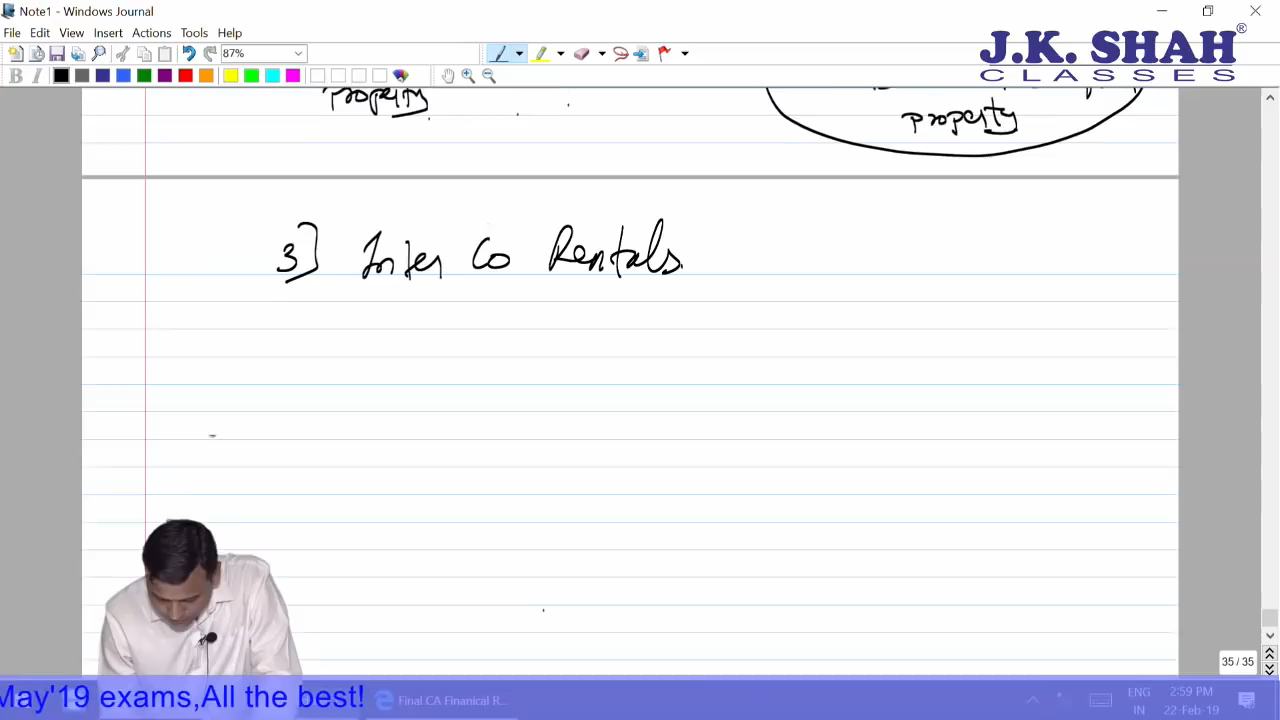 Note1 - Windows Journal
File Edit View Insert Actions Tools Help
87%
B I
J.K. SHAH®
CLASSES
property
property
3] Inter Co Rentals
35 / 35
May'19 exams,All the best!
Final CA Finanical R...
ENG
IN
2:59 PM
22-Feb-19